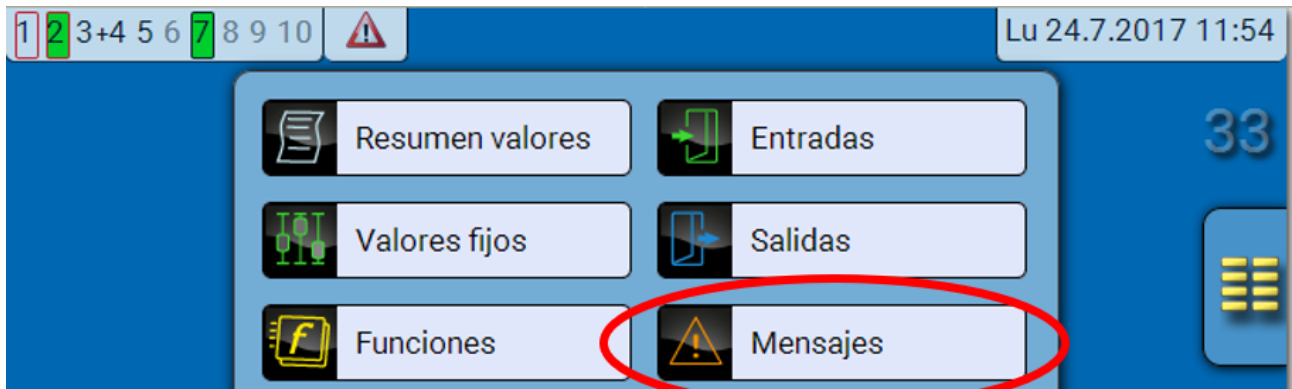 1 2 3+4 5 6 7 8 9 10
Lu 24.7.2017 11:54
33
Resumen valores
Entradas
Valores fijos
Salidas
Funciones
Mensajes